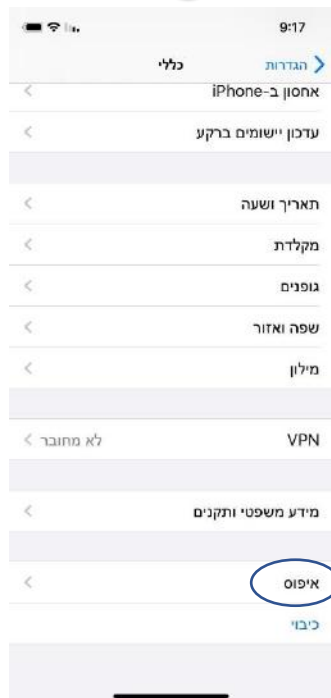 9:17
הגדרות כללי
אחסון ב-iPhone
עדכון יישומים ברקע
תאריך ושעה
מקלדת
גופנים
שפה ואזור
מילון
VPN לא מחובר
מידע משפטי ותקנים
איפוס
כיבוי